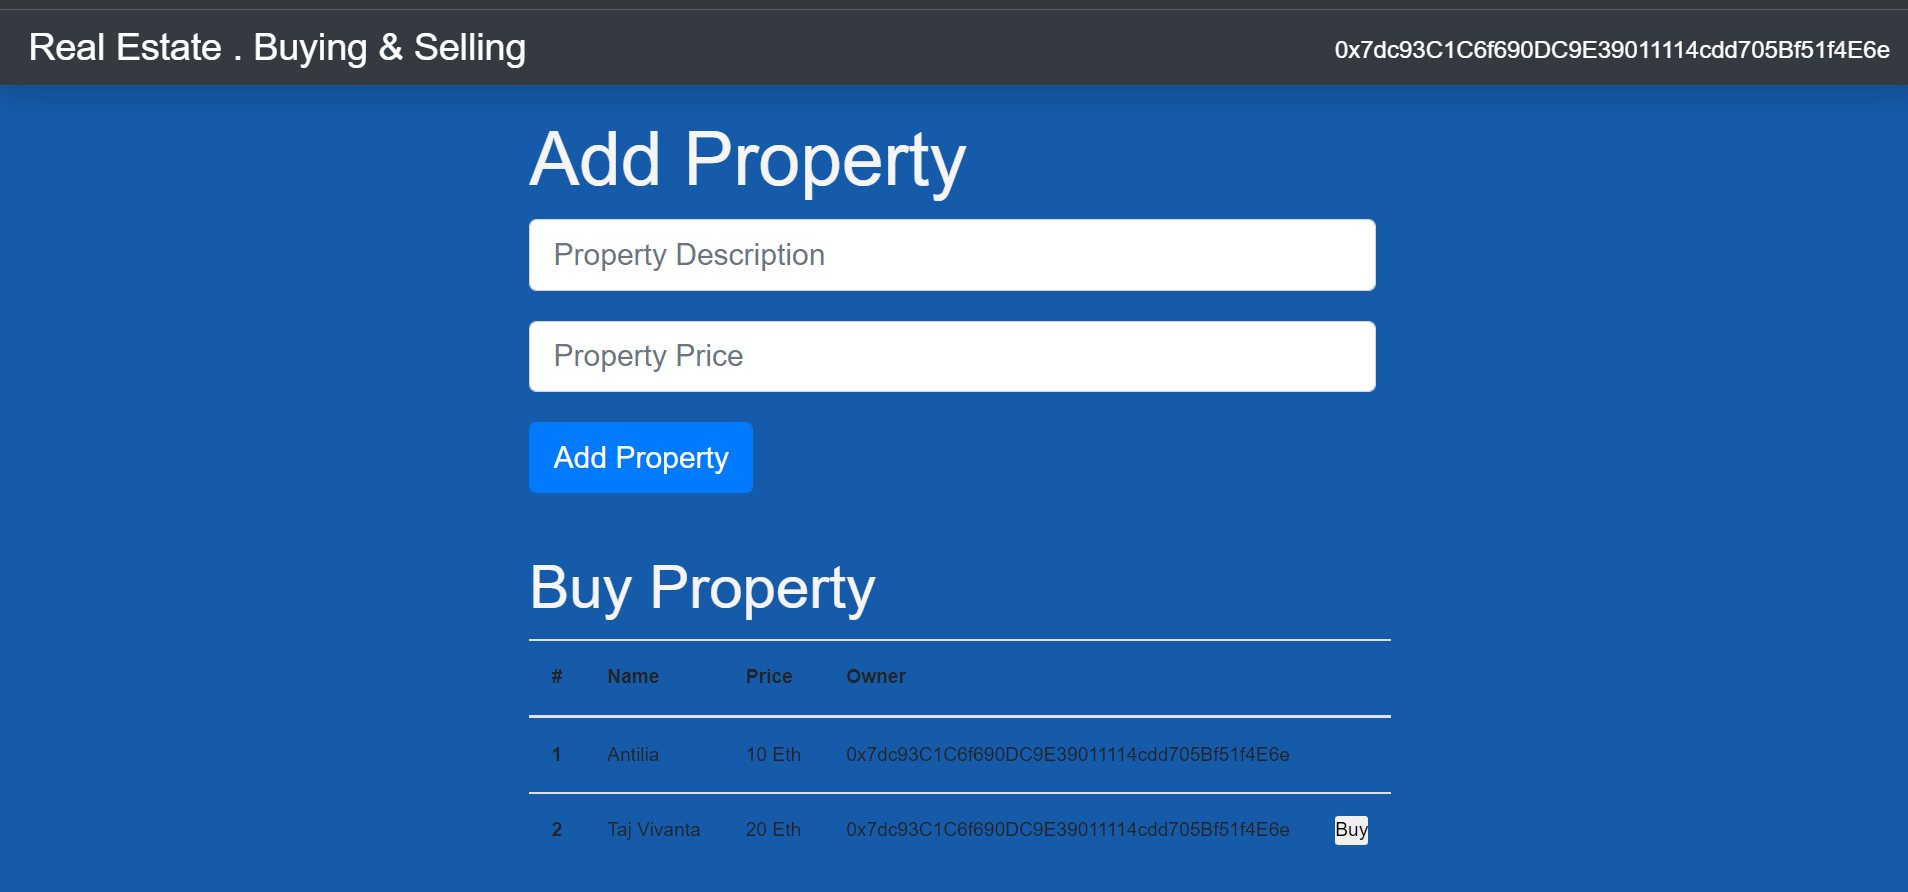 Real Estate . Buying & Selling 0x7dc93C1C6f690DC9E39011114cdd705Bf51f4E6e
Add Property
Property Description
Property Price
Add Property
Buy Property
# Name Price Owner
1 Antilia 10 Eth 0x7dc93C1C6f690DC9E39011114cdd705Bf51f4E6e
2 Taj Vivanta 20 Eth 0x7dc93C1C6f690DC9E39011114cdd705Bf51f4E6e Buy